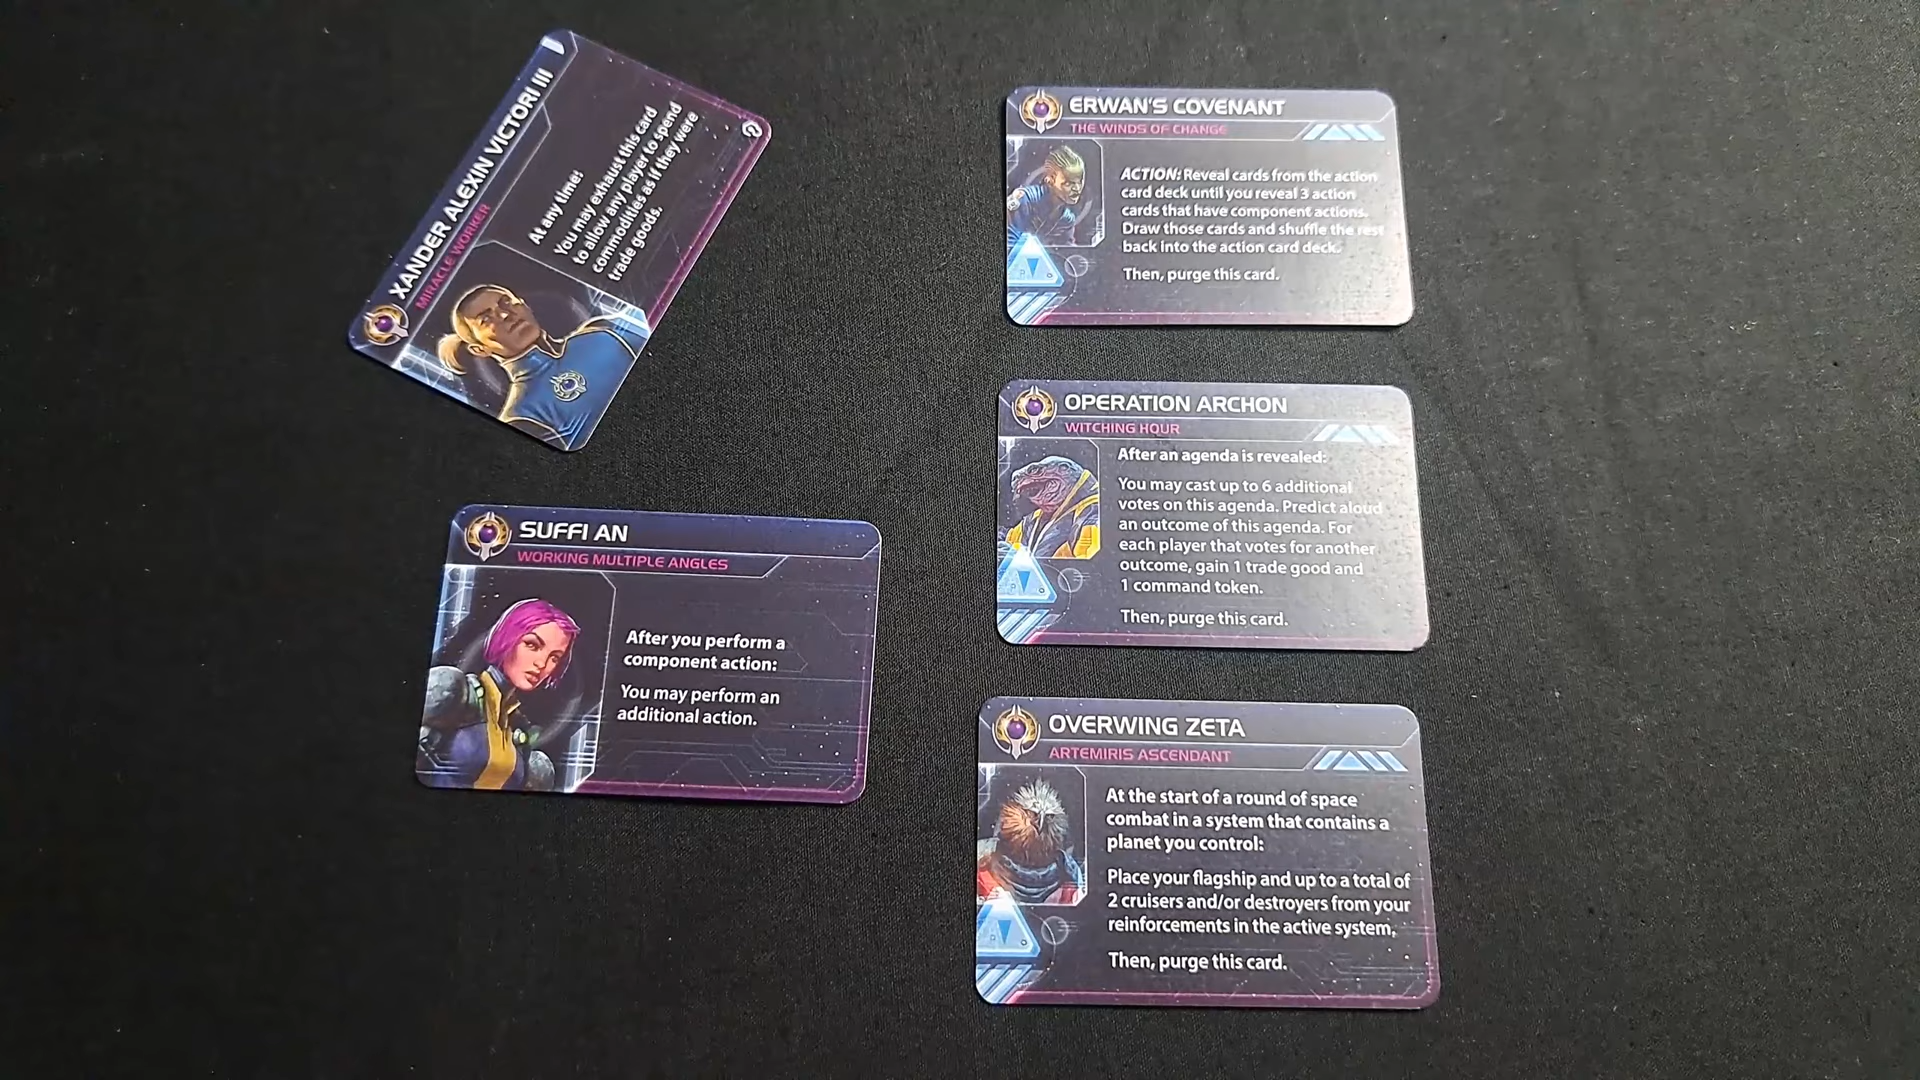 XANDER ALEXIN VICTORI III
MIRACLE WORKER
At any time:
You may exhaust this card
to allow any player to spend
commodities as if they were
trade goods.
SUFFI AN
WORKING MULTIPLE ANGLES
After you perform a
component action:
You may perform an
additional action.
ERWAN'S COVENANT
THE WINDS OF CHANGE
ACTION: Reveal cards from the action
card deck until you reveal 3 action
cards that have component actions.
Draw those cards and shuffle the rest
back into the action card deck.
Then, purge this card.
OPERATION ARCHON
WITCHING HOUR
After an agenda is revealed:
You may cast up to 6 additional
votes on this agenda. Predict aloud
an outcome of this agenda. For
each player that votes for another
outcome, gain 1 trade good and
1 command token.
Then, purge this card.
OVERWING ZETA
ARTEMIRIS ASCENDANT
At the start of a round of space
combat in a system that contains a
planet you control:
Place your flagship and up to a total of
2 cruisers and/or destroyers from your
reinforcements in the active system.
Then, purge this card.